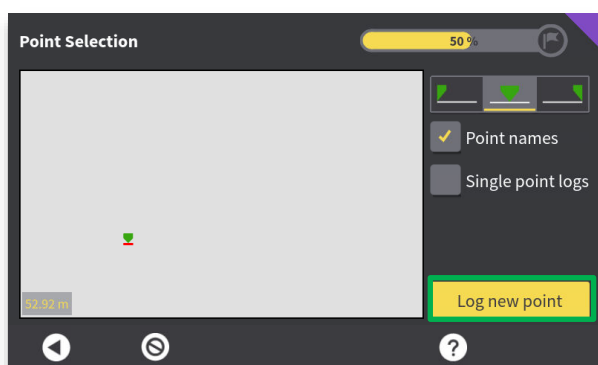 Point Selection
50 %
Point names
Single point logs
52.92 m
Log new point
?